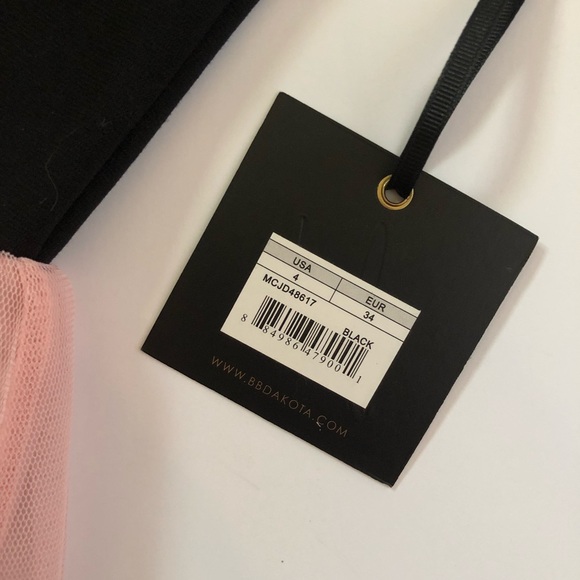 USA EUR
4 34
MCJD48617 BLACK
8 84986 47900 1
WWW.BBDAKOTA.COM